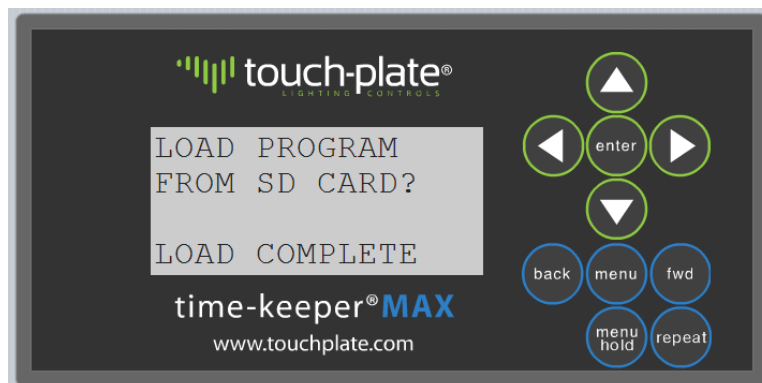 touch-plate®
LIGHTING CONTROLS
LOAD PROGRAM
FROM SD CARD?
LOAD COMPLETE
time-keeper®MAX
www.touchplate.com
enter
back
menu
fwd
menu
hold
repeat